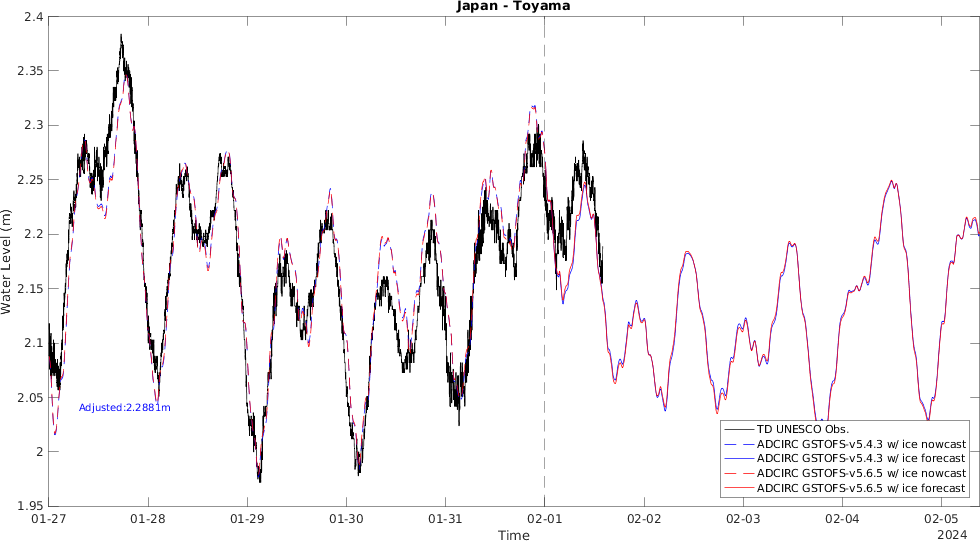 Japan - Toyama
2.4
2.35
2.3
2.25
2.2
2.15
2.1
2.05
2
1.95
Water Level (m)
Adjusted:2.2881m
TD UNESCO Obs.
ADCIRC GSTOFS-v5.4.3 w/ ice nowcast
ADCIRC GSTOFS-v5.4.3 w/ ice forecast
ADCIRC GSTOFS-v5.6.5 w/ ice nowcast
ADCIRC GSTOFS-v5.6.5 w/ ice forecast
01-27 01-28 01-29 01-30 01-31 02-01 02-02 02-03 02-04 02-05
Time
2024